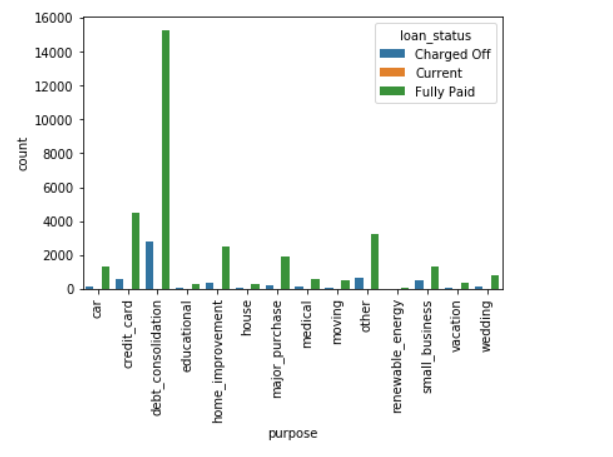 16000
14000
12000
10000
8000
6000
4000
2000
0
count
loan_status
Charged Off
Current
Fully Paid
car
credit_card
debt_consolidation
educational
home_improvement
house
major_purchase
medical
moving
other
renewable_energy
small_business
vacation
wedding
purpose